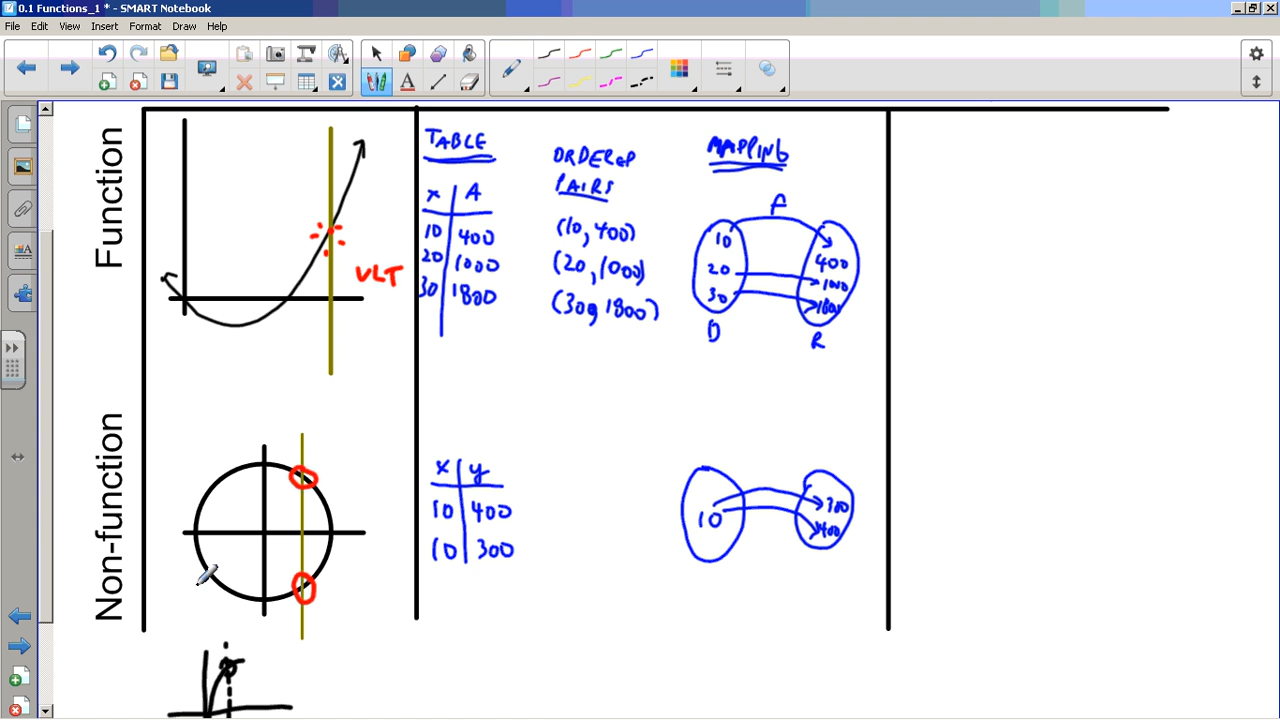 0.1 Functions_1 * - SMART Notebook
File Edit View Insert Format Draw Help
Function
VLT
TABLE
x A
10 400
20 1000
30 1800
ORDERED
PAIRS
(10, 400)
(20, 1000)
(30, 1800)
MAPPING
f
10
20
30
D
400
1000
1800
R
Non-function
x y
10 400
10 300
10
300
400